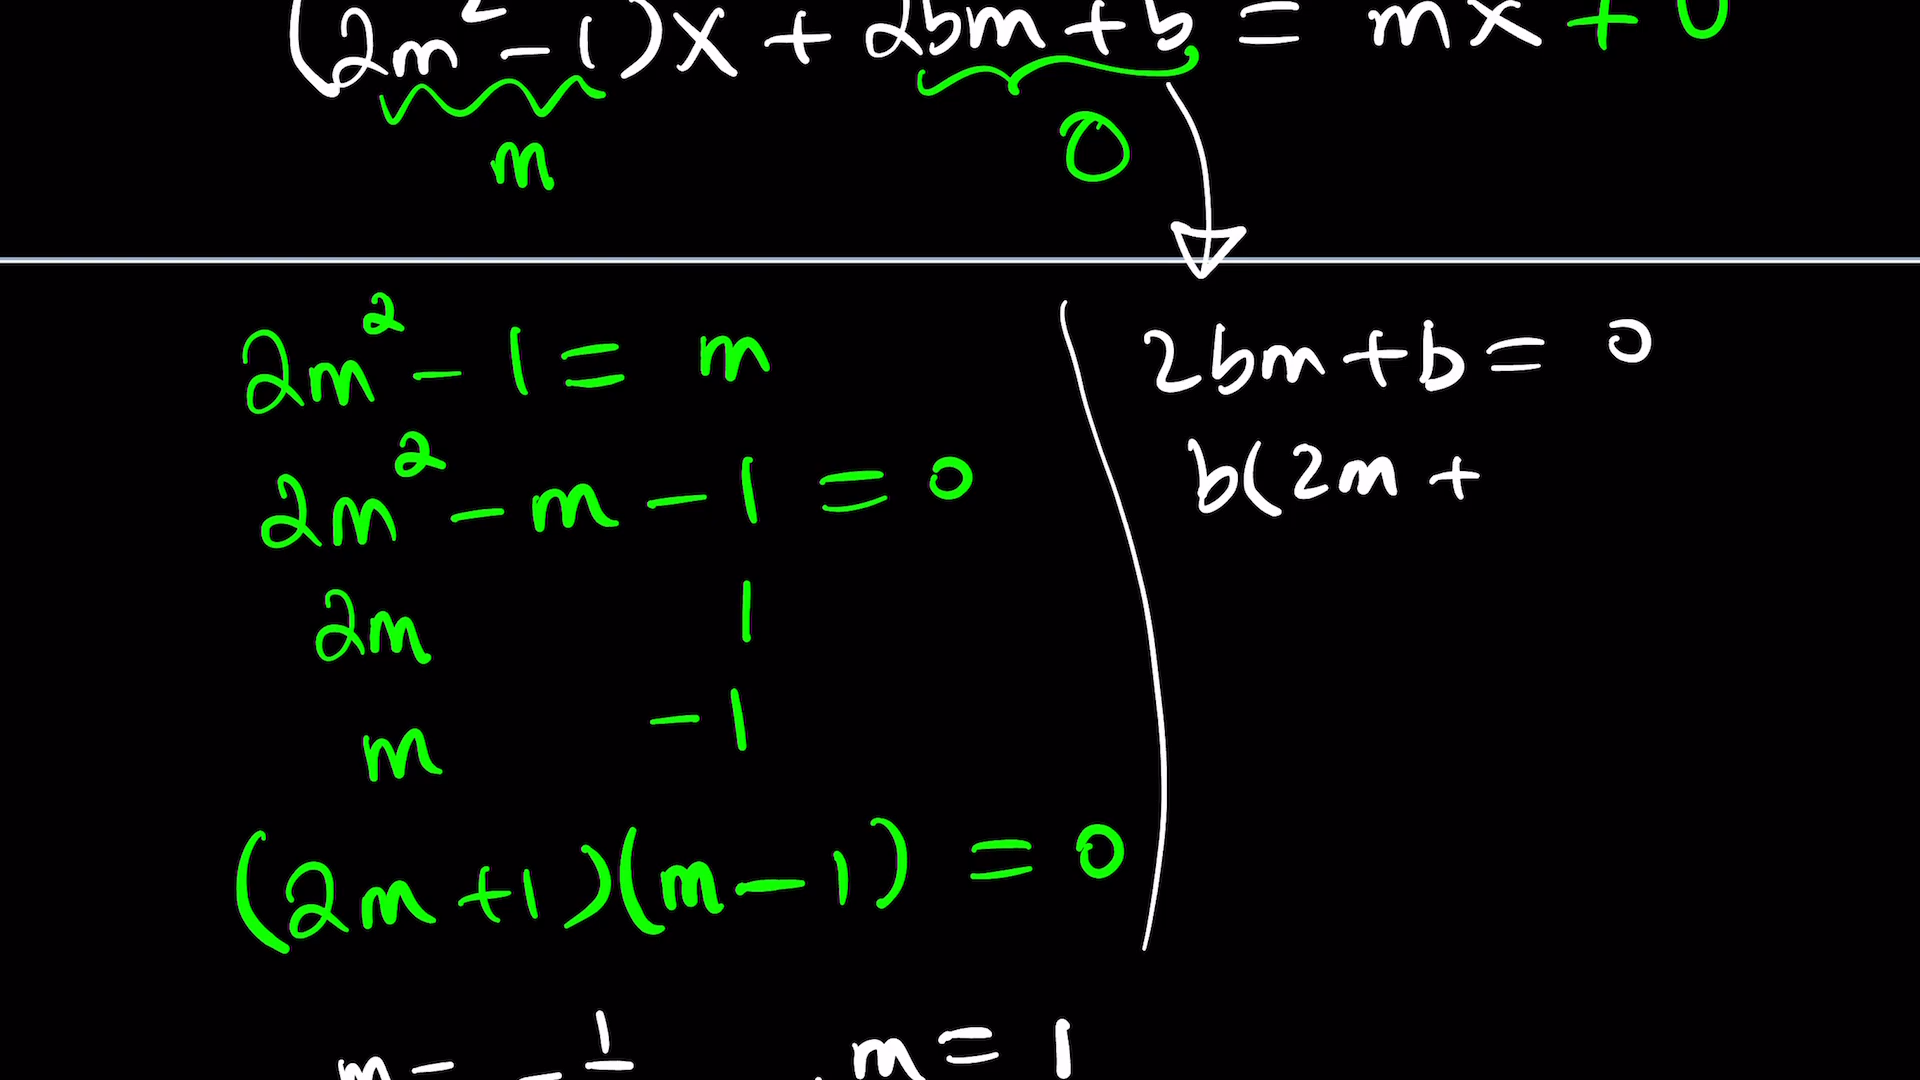 (2m² - 1)x + 2bm + b = mx + 0
m 0
2m² - 1 = m
2m² - m - 1 = 0
2m 1
m - 1
(2m + 1)(m - 1) = 0
m = - 1 , m = 1
2bm + b = 0
b(2m +